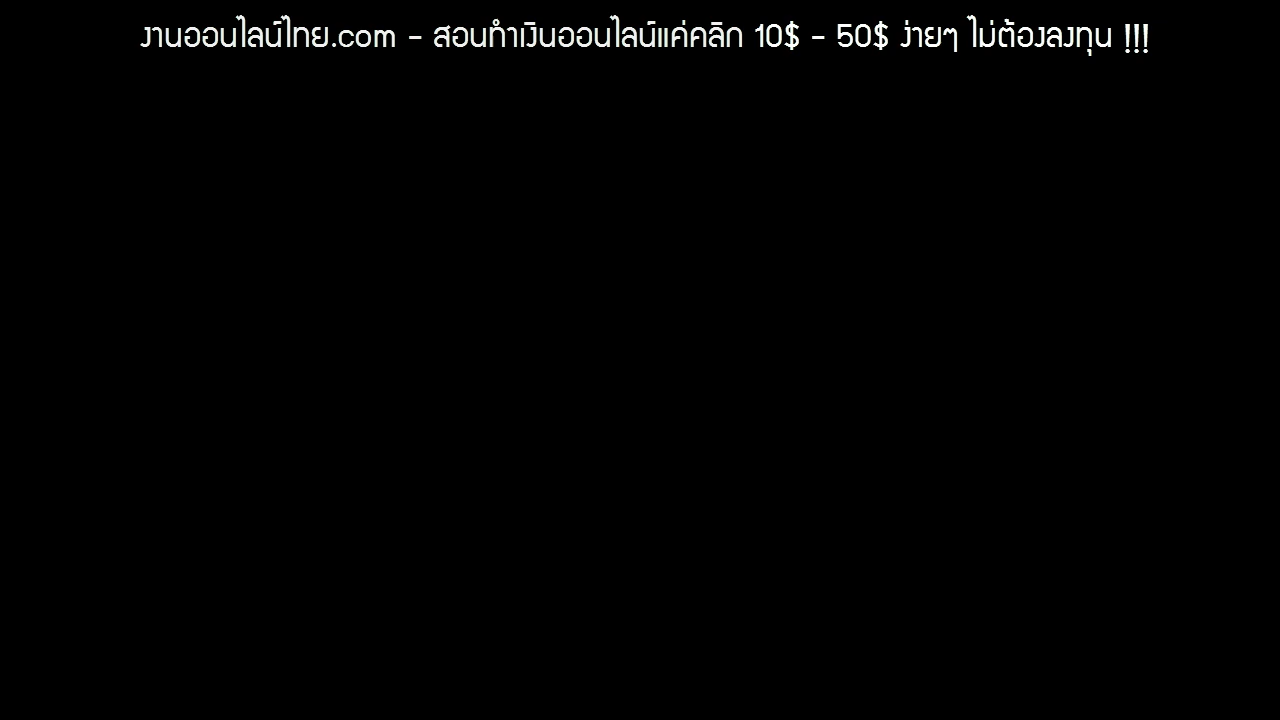 งานออนไลน์ไทย.com - สอนทำเงินออนไลน์แค่คลิก 10$ - 50$ ง่ายๆ ไม่ต้องลงทุน !!!